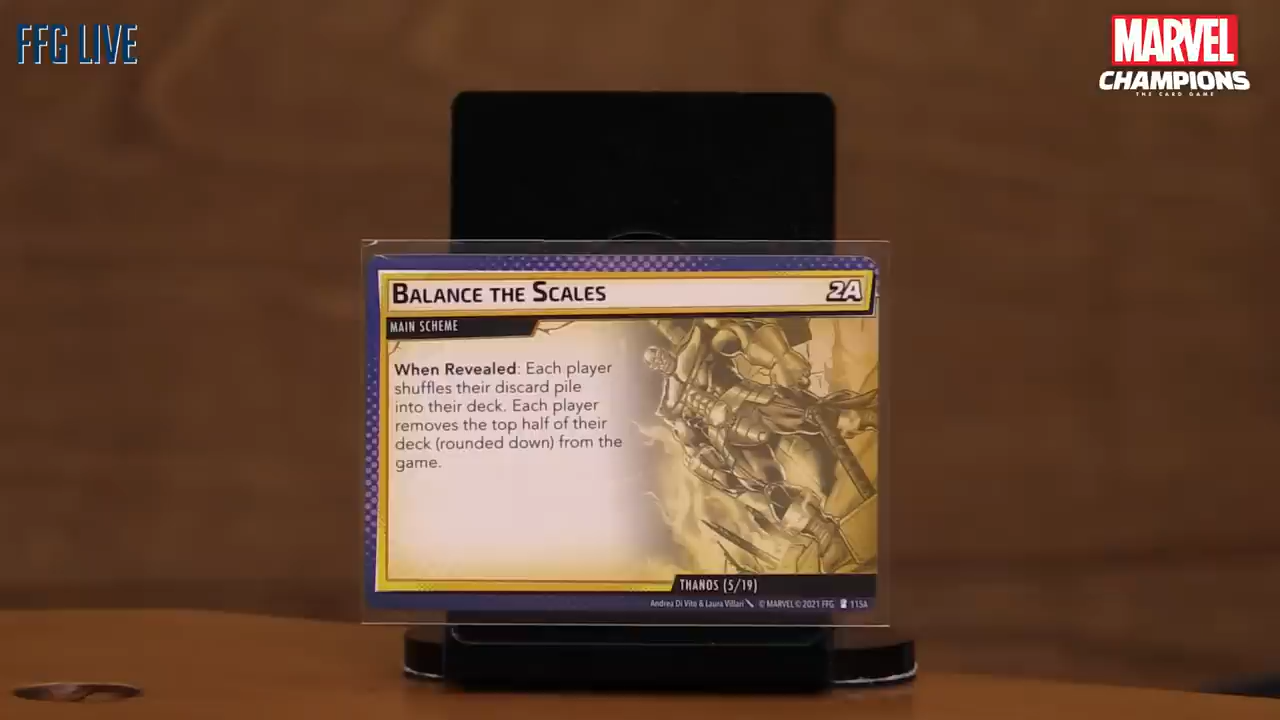 FFG LIVE
MARVEL
CHAMPIONS
THE CARD GAME
BALANCE THE SCALES
2A
MAIN SCHEME
When Revealed: Each player
shuffles their discard pile
into their deck. Each player
removes the top half of their
deck (rounded down) from the
game.
THANOS (5/19)
Andrea Di Vito & Laura Villari © MARVEL © 2021 FFG 115A